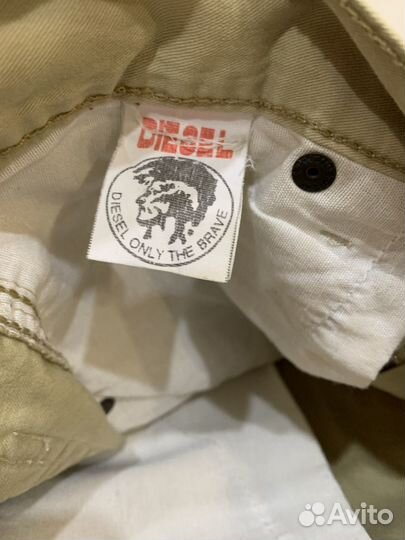 DIESEL
DIESEL ONLY THE BRAVE
Avito